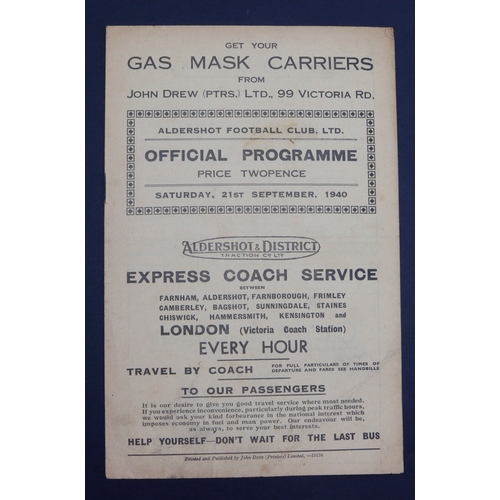 GET YOUR
GAS MASK CARRIERS
FROM
JOHN DREW (PTRS.) LTD., 99 VICTORIA RD.
ALDERSHOT FOOTBALL CLUB, LTD.
OFFICIAL PROGRAMME
PRICE TWOPENCE
SATURDAY, 21ST SEPTEMBER, 1940
ALDERSHOT & DISTRICT
TRACTION CO LTD
EXPRESS COACH SERVICE
BETWEEN
FARNHAM, ALDERSHOT, FARNBOROUGH, FRIMLEY
CAMBERLEY, BAGSHOT, SUNNINGDALE, STAINES
CHISWICK, HAMMERSMITH, KENSINGTON and
LONDON (Victoria Coach Station)
EVERY HOUR
TRAVEL BY COACH FOR FULL PARTICULARS OF TIMES OF
DEPARTURE AND FARES SEE HANDBILLS
TO OUR PASSENGERS
It is our desire to give you good travel service where most needed.
If you experience inconvenience, particularly during peak traffic hours,
we would ask your kind forbearance in the national interest which
imposes economy in fuel and man power. Our endeavour will be,
as always, to serve your best interests.
HELP YOURSELF—DON'T WAIT FOR THE LAST BUS
Printed and Published by John Drew (Printers) Limited,